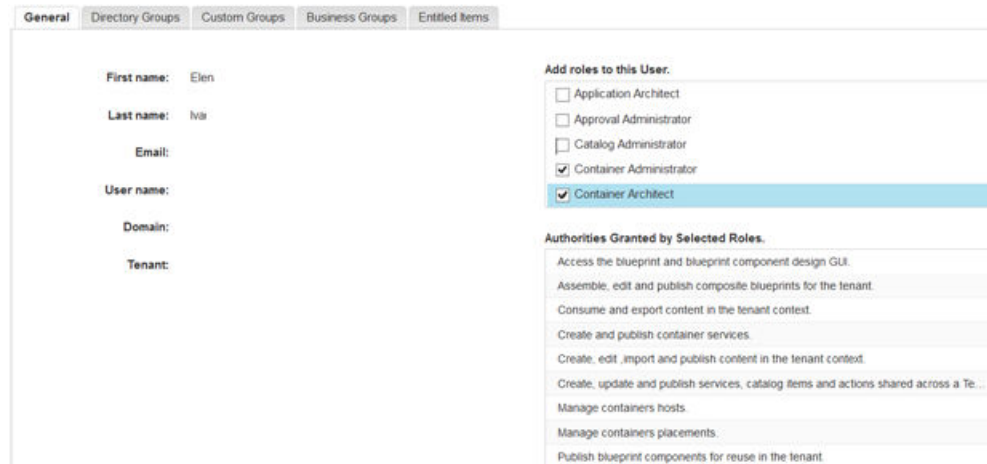 General Directory Groups Custom Groups Business Groups Entitled Items
First name: Elen
Last name: Ivai
Email:
User name:
Domain:
Tenant:
Add roles to this User.
Application Architect
Approval Administrator
Catalog Administrator
Container Administrator
Container Architect
Authorities Granted by Selected Roles.
Access the blueprint and blueprint component design GUI.
Assemble, edit and publish composite blueprints for the tenant.
Consume and export content in the tenant context.
Create and publish container services.
Create, edit ,import and publish content in the tenant context.
Create, update and publish services, catalog items and actions shared across a Te...
Manage containers hosts.
Manage containers placements.
Publish blueprint components for reuse in the tenant.